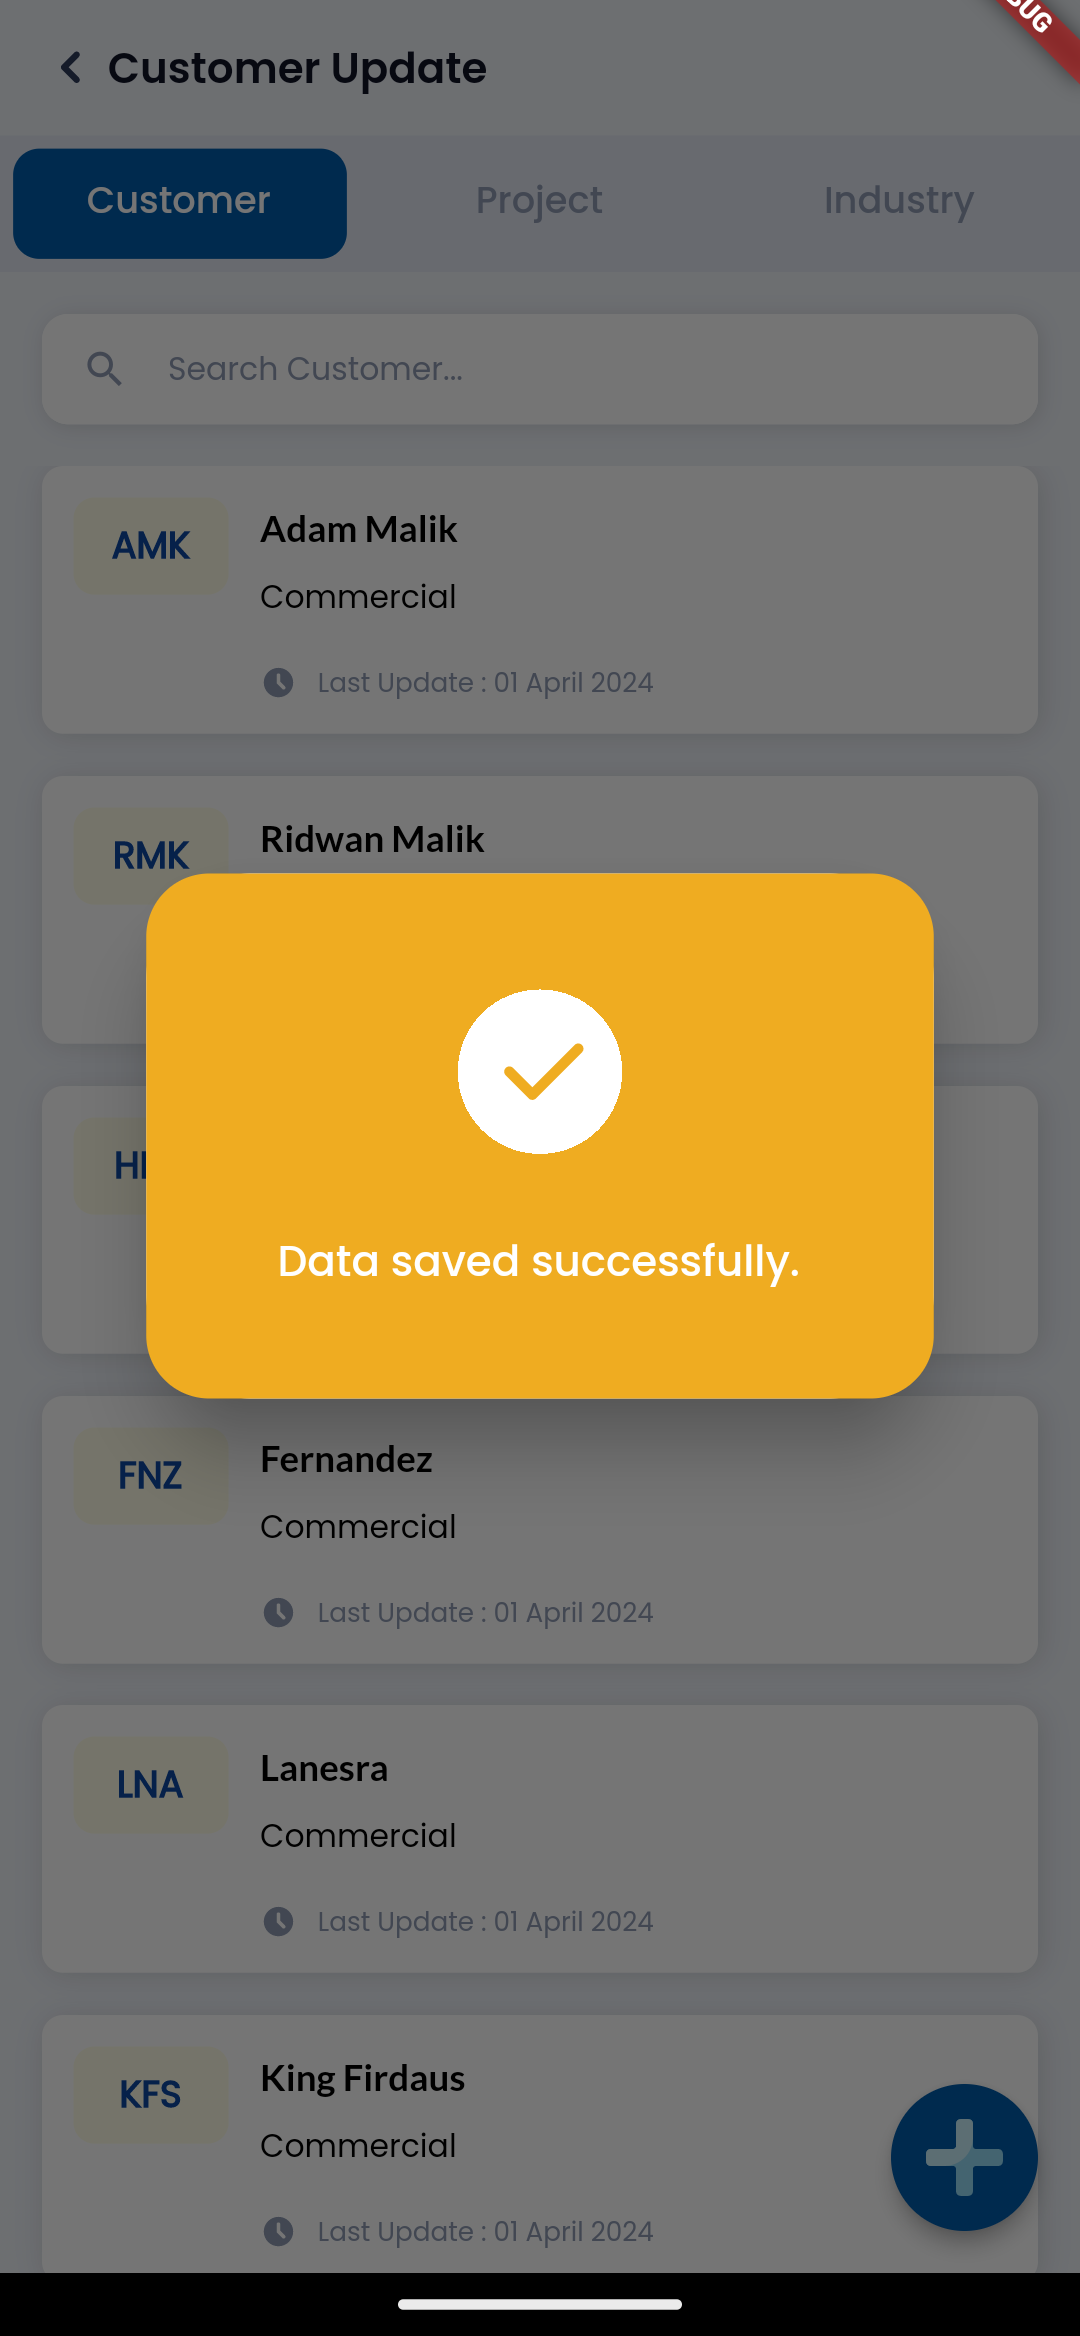 Customer Update
Customer Project Industry
Search Customer...
AMK
Adam Malik
Commercial
Last Update : 01 April 2024
RMK
Ridwan Malik
Data saved successfully.
FNZ
Fernandez
Commercial
Last Update : 01 April 2024
LNA
Lanesra
Commercial
Last Update : 01 April 2024
KFS
King Firdaus
Commercial
Last Update : 01 April 2024